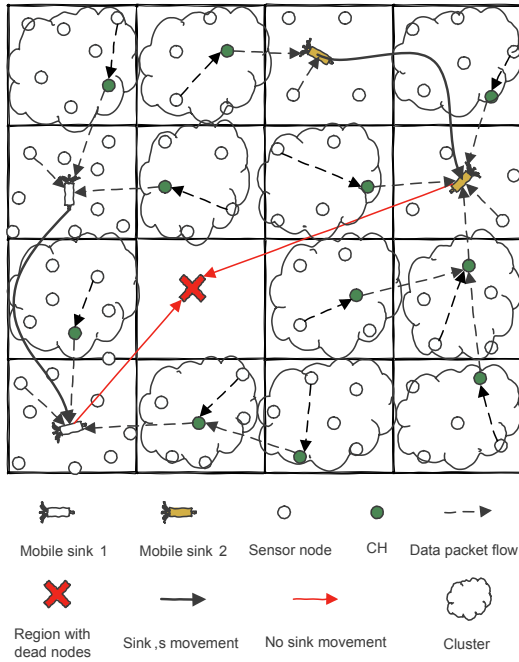 Mobile sink 1
Mobile sink 2
Sensor node
CH
Data packet flow
Region with
dead nodes
Sink ,s movement
No sink movement
Cluster